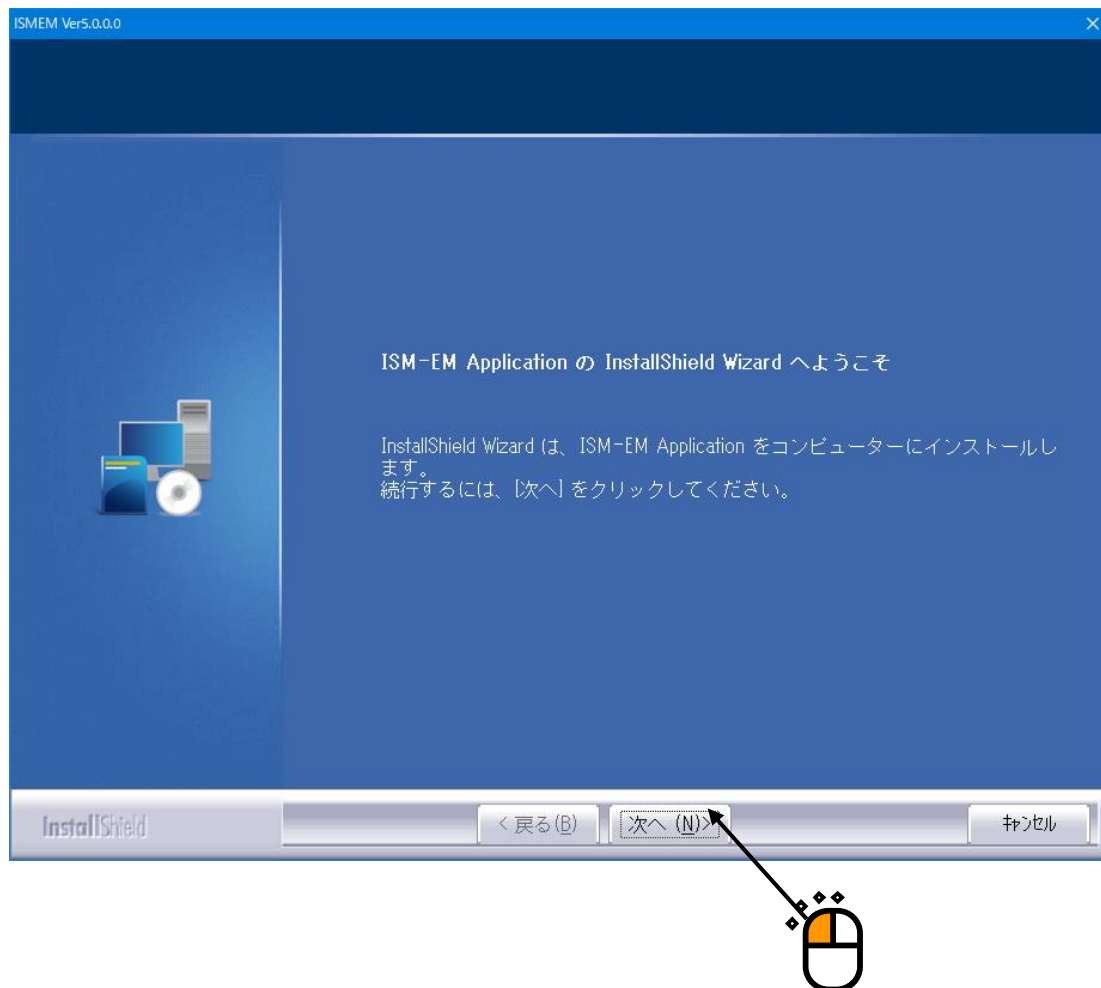 ISMEM Ver5.0.0.0
ISM-EM Application の InstallShield Wizard へようこそ
InstallShield Wizard は、ISM-EM Application をコンピューターにインストールし
ます。
続行するには、[次へ] をクリックしてください。
InstallShield
< 戻る(B)
次へ (N)>
キャンセル